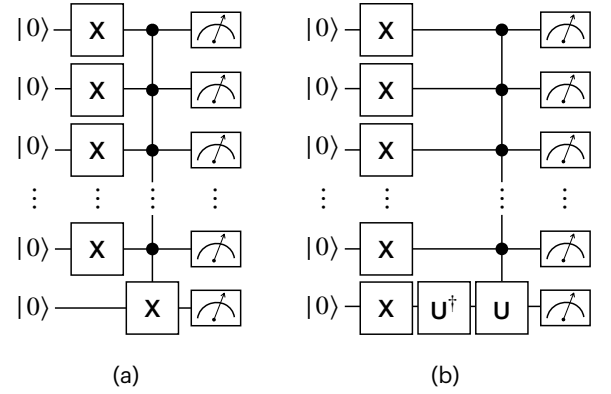 |0⟩ X |0⟩ X
|0⟩ X |0⟩ X
|0⟩ X |0⟩ X
⋮ ⋮ ⋮ ⋮ ⋮ ⋮ ⋮ ⋮
|0⟩ X |0⟩ X
|0⟩ X |0⟩ X U† U
(a) (b)